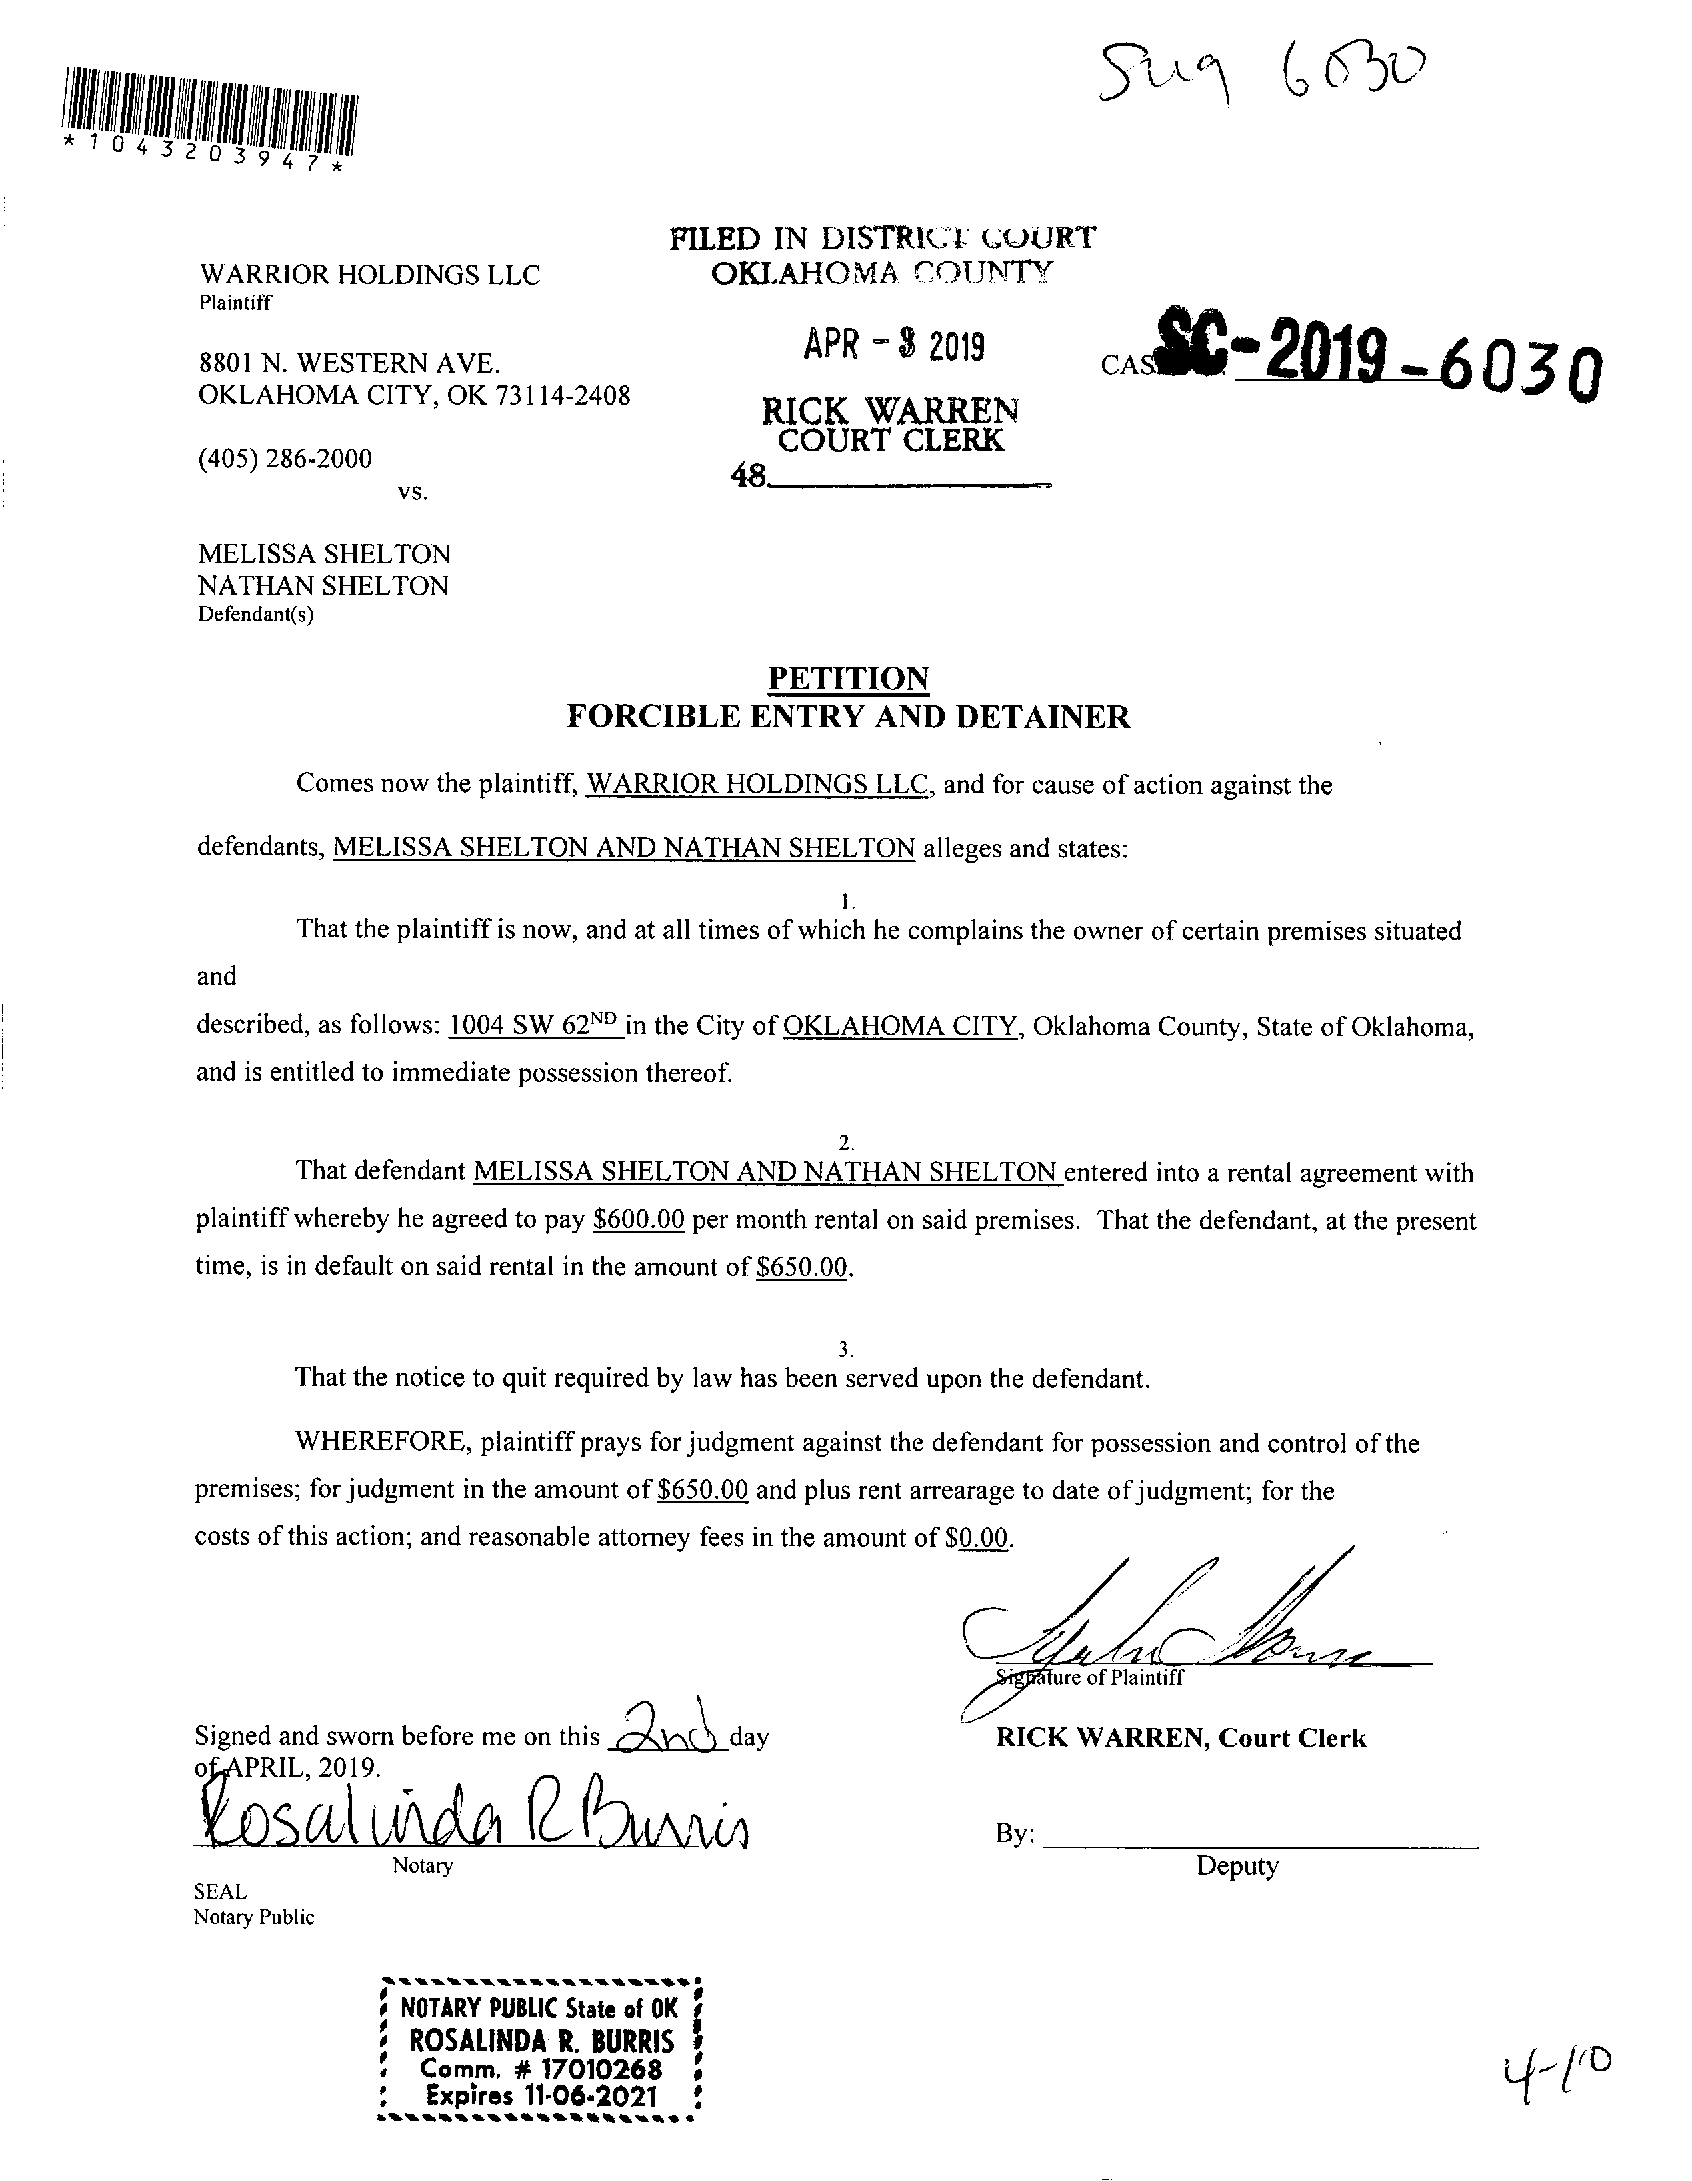 6030
*1043203947*
FILED IN DISTRICT COURT
OKLAHOMA COUNTY
WARRIOR HOLDINGS LLC
Plaintiff
APR - 3 2019
CAS SC-2019-6030
8801 N. WESTERN AVE.
OKLAHOMA CITY, OK 73114-2408
RICK WARREN
COURT CLERK
(405) 286-2000
48
vs.
MELISSA SHELTON
NATHAN SHELTON
Defendant(s)
PETITION
FORCIBLE ENTRY AND DETAINER
Comes now the plaintiff, WARRIOR HOLDINGS LLC, and for cause of action against the
defendants, MELISSA SHELTON AND NATHAN SHELTON alleges and states:
1.
That the plaintiff is now, and at all times of which he complains the owner of certain premises situated
and
described, as follows: 1004 SW 62ND in the City of OKLAHOMA CITY, Oklahoma County, State of Oklahoma,
and is entitled to immediate possession thereof.
2.
That defendant MELISSA SHELTON AND NATHAN SHELTON entered into a rental agreement with
plaintiff whereby he agreed to pay $600.00 per month rental on said premises. That the defendant, at the present
time, is in default on said rental in the amount of $650.00.
3.
That the notice to quit required by law has been served upon the defendant.
WHEREFORE, plaintiff prays for judgment against the defendant for possession and control of the
premises; for judgment in the amount of $650.00 and plus rent arrearage to date of judgment; for the
costs of this action; and reasonable attorney fees in the amount of $0.00.
Signature of Plaintiff
Signed and sworn before me on this 2nd day
of APRIL, 2019.
RICK WARREN, Court Clerk
Rosalinda R Burris
By:
Notary
Deputy
SEAL
Notary Public
NOTARY PUBLIC State of OK
ROSALINDA R. BURRIS
Comm. # 17010268
Expires 11-06-2021
4-10